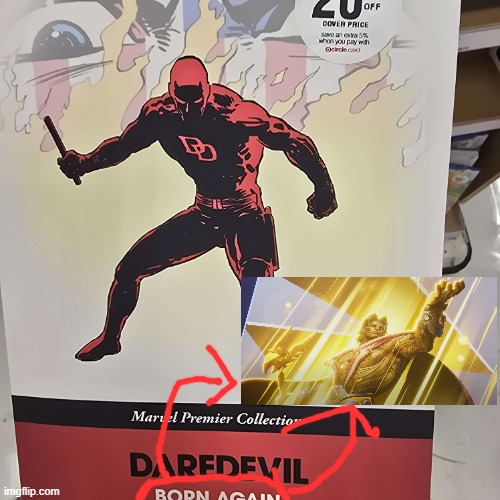 20 OFF
COVER PRICE
save an extra 5%
when you pay with
circle card
DD
Marvel Premier Collection
DAREDEVIL
BORN AGAIN
imgflip.com